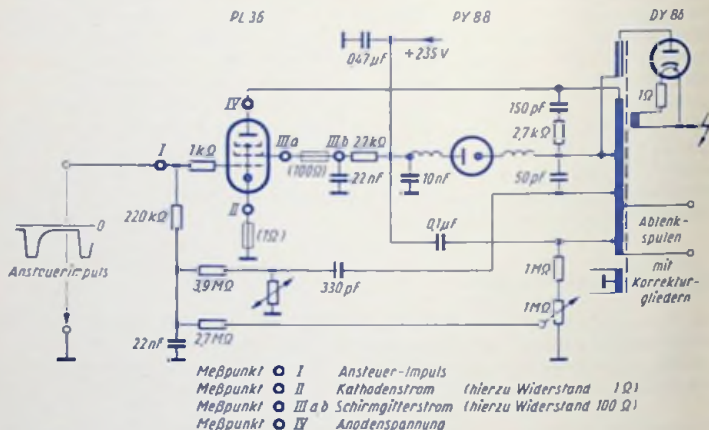 PL 36 PY 88 DY 86
0,47 µF
+235 V
IV
150 pF
1 Ω
I
1 kΩ
III a
III b
2,7 kΩ
2,7 kΩ
(100 Ω)
22 nF
10 nF
50 pF
II
0
220 kΩ
(1Ω)
0,1 µF
Ablenk-
spulen
Ansteuerimpuls
1 MΩ
mit
Korrektur-
gliedern
3,9 MΩ
330 pF
1 MΩ
22 nF
2,7 MΩ
Meßpunkt I Ansteuer-Impuls
Meßpunkt II Kathodenstrom (hierzu Widerstand 1 Ω)
Meßpunkt III a,b Schirmgitterstrom (hierzu Widerstand 100 Ω)
Meßpunkt IV Anodenspannung